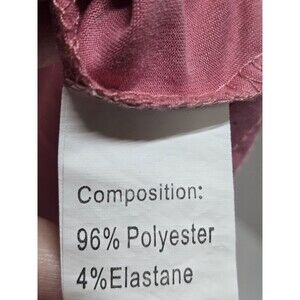 Composition:
96% Polyester
4%Elastane